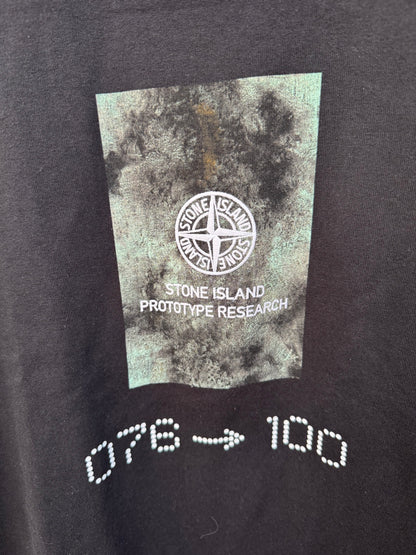 STONE ISLAND
STONE ISLAND
STONE ISLAND
PROTOTYPE RESEARCH
076 → 100